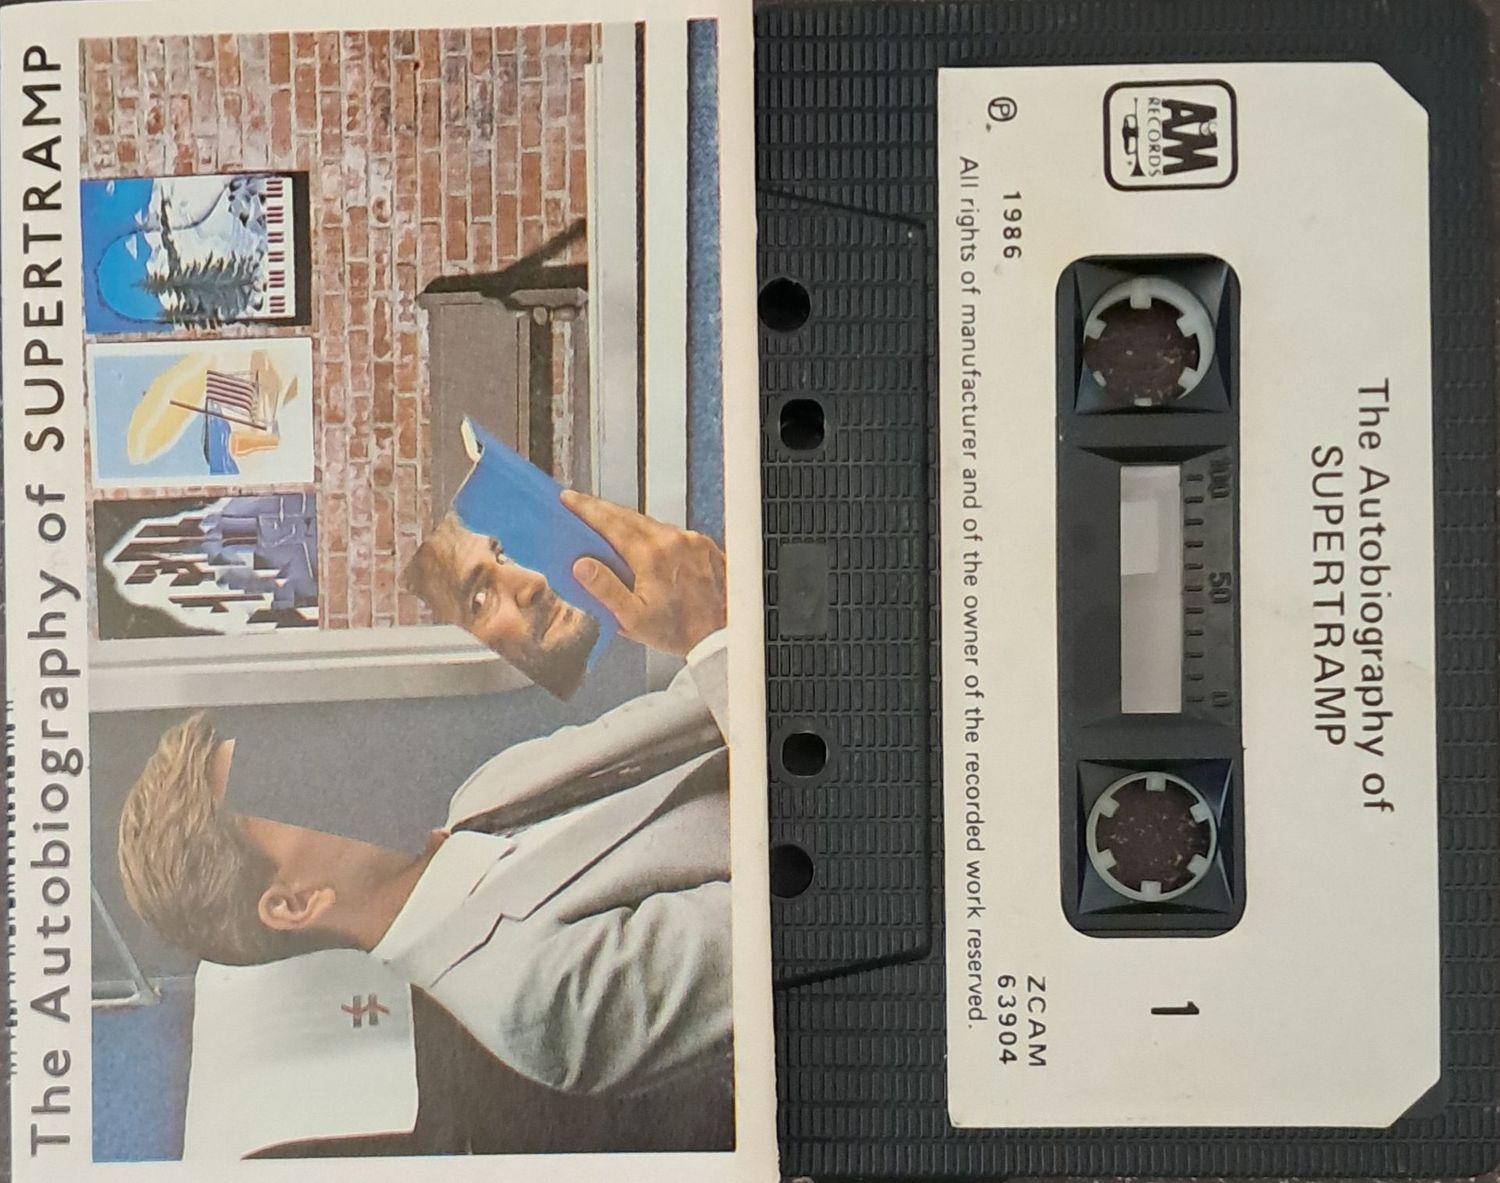 The Autobiography of SUPERTRAMP
A&M
RECORDS
The Autobiography of
SUPERTRAMP
1
100 50 0
ZCAM
63904
Ⓟ. 1986
All rights of manufacturer and of the owner of the recorded work reserved.